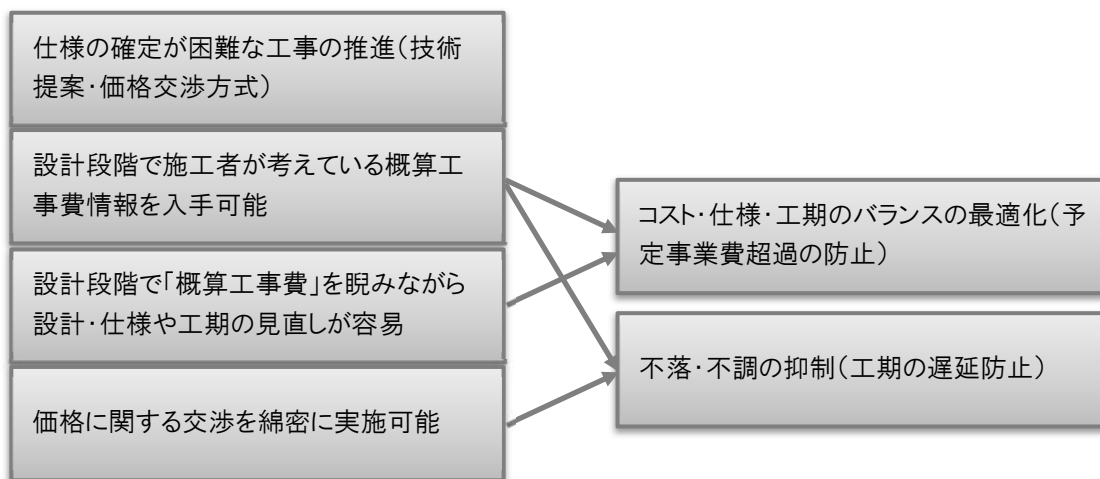 仕様の確定が困難な工事の推進（技術
提案・価格交渉方式）
設計段階で施工者が考えている概算工
事費情報を入手可能
設計段階で「概算工事費」を睨みながら
設計・仕様や工期の見直しが容易
価格に関する交渉を綿密に実施可能
コスト・仕様・工期のバランスの最適化（予
定事業費超過の防止）
不落・不調の抑制（工期の遅延防止）